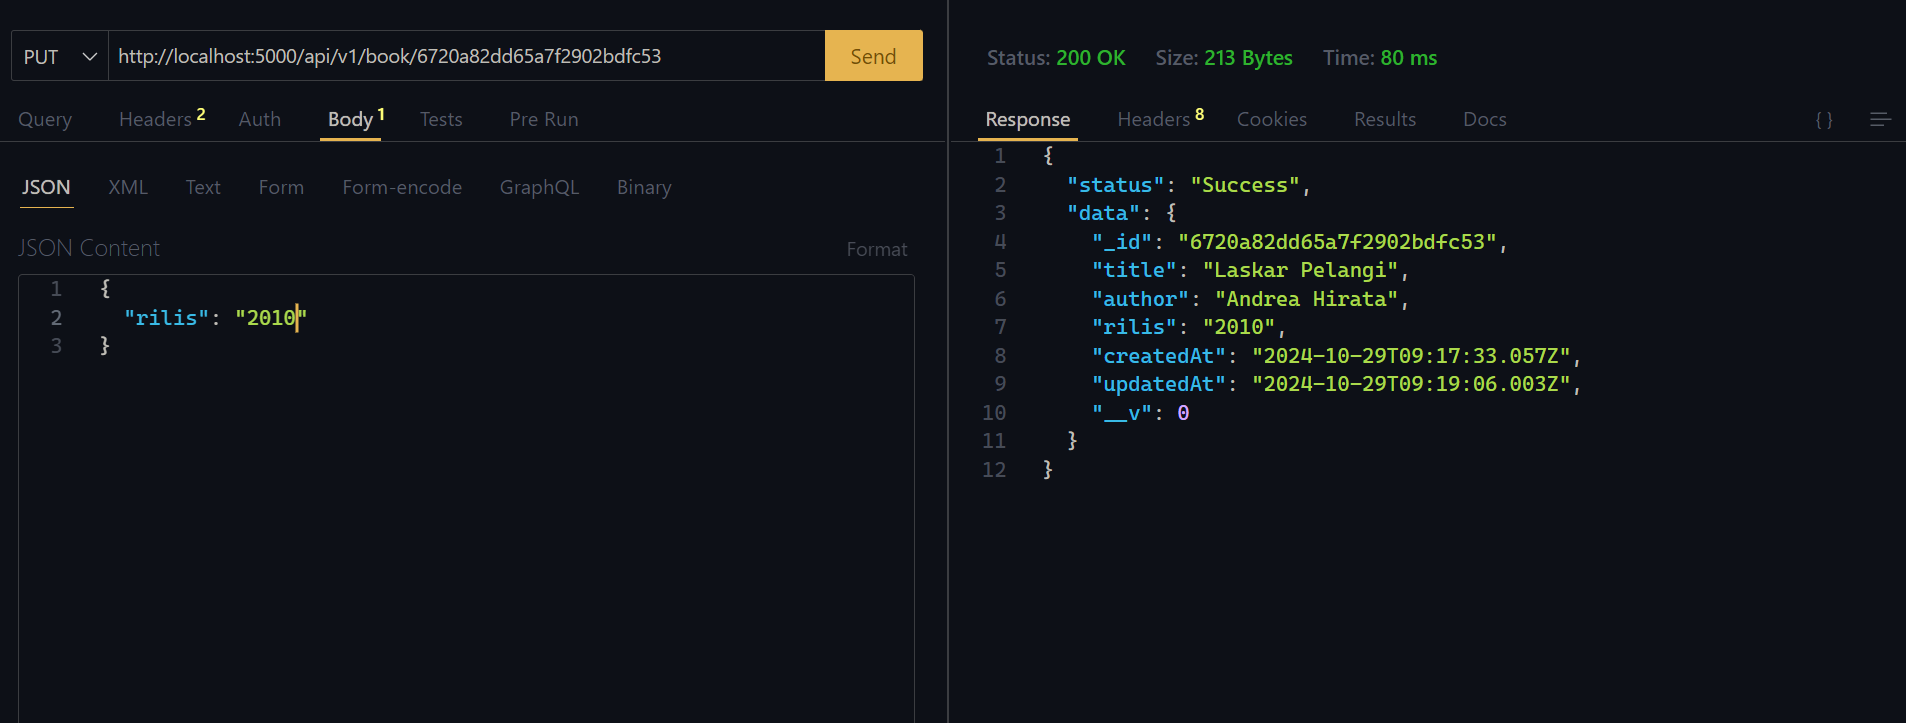 PUT http://localhost:5000/api/v1/book/6720a82dd65a7f2902bdfc53 Send
Query Headers 2 Auth Body 1 Tests Pre Run
JSON XML Text Form Form-encode GraphQL Binary
JSON Content Format
1 {
2 "rilis": "2010"
3 }
Status: 200 OK Size: 213 Bytes Time: 80 ms
Response Headers 8 Cookies Results Docs { }
1 {
2 "status": "Success",
3 "data": {
4 "_id": "6720a82dd65a7f2902bdfc53",
5 "title": "Laskar Pelangi",
6 "author": "Andrea Hirata",
7 "rilis": "2010",
8 "createdAt": "2024-10-29T09:17:33.057Z",
9 "updatedAt": "2024-10-29T09:19:06.003Z",
10 "__v": 0
11 }
12 }